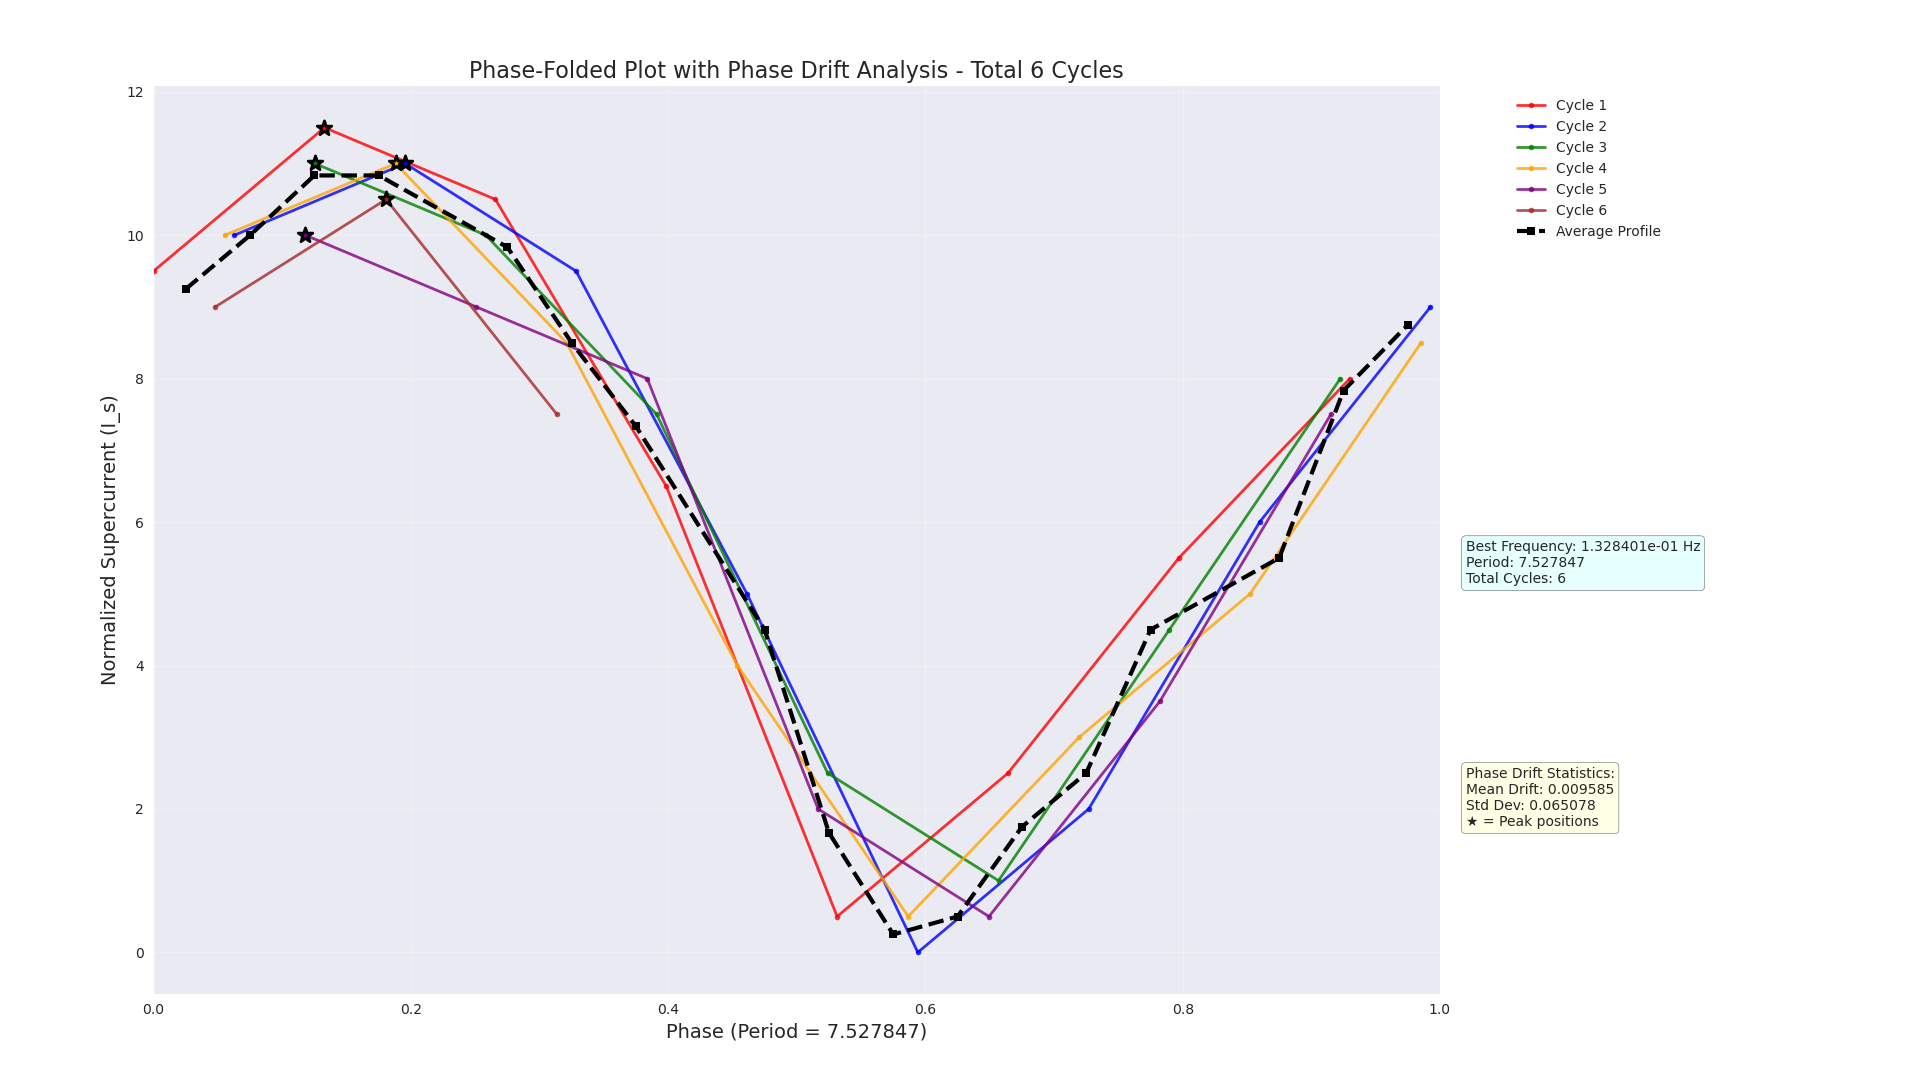 Phase-Folded Plot with Phase Drift Analysis - Total 6 Cycles
12
10
8
6
4
2
0
Normalized Supercurrent (I_s)
0.0
0.2
0.4
0.6
0.8
1.0
Phase (Period = 7.527847)
Cycle 1
Cycle 2
Cycle 3
Cycle 4
Cycle 5
Cycle 6
Average Profile
Best Frequency: 1.328401e-01 Hz
Period: 7.527847
Total Cycles: 6
Phase Drift Statistics:
Mean Drift: 0.009585
Std Dev: 0.065078
★ = Peak positions